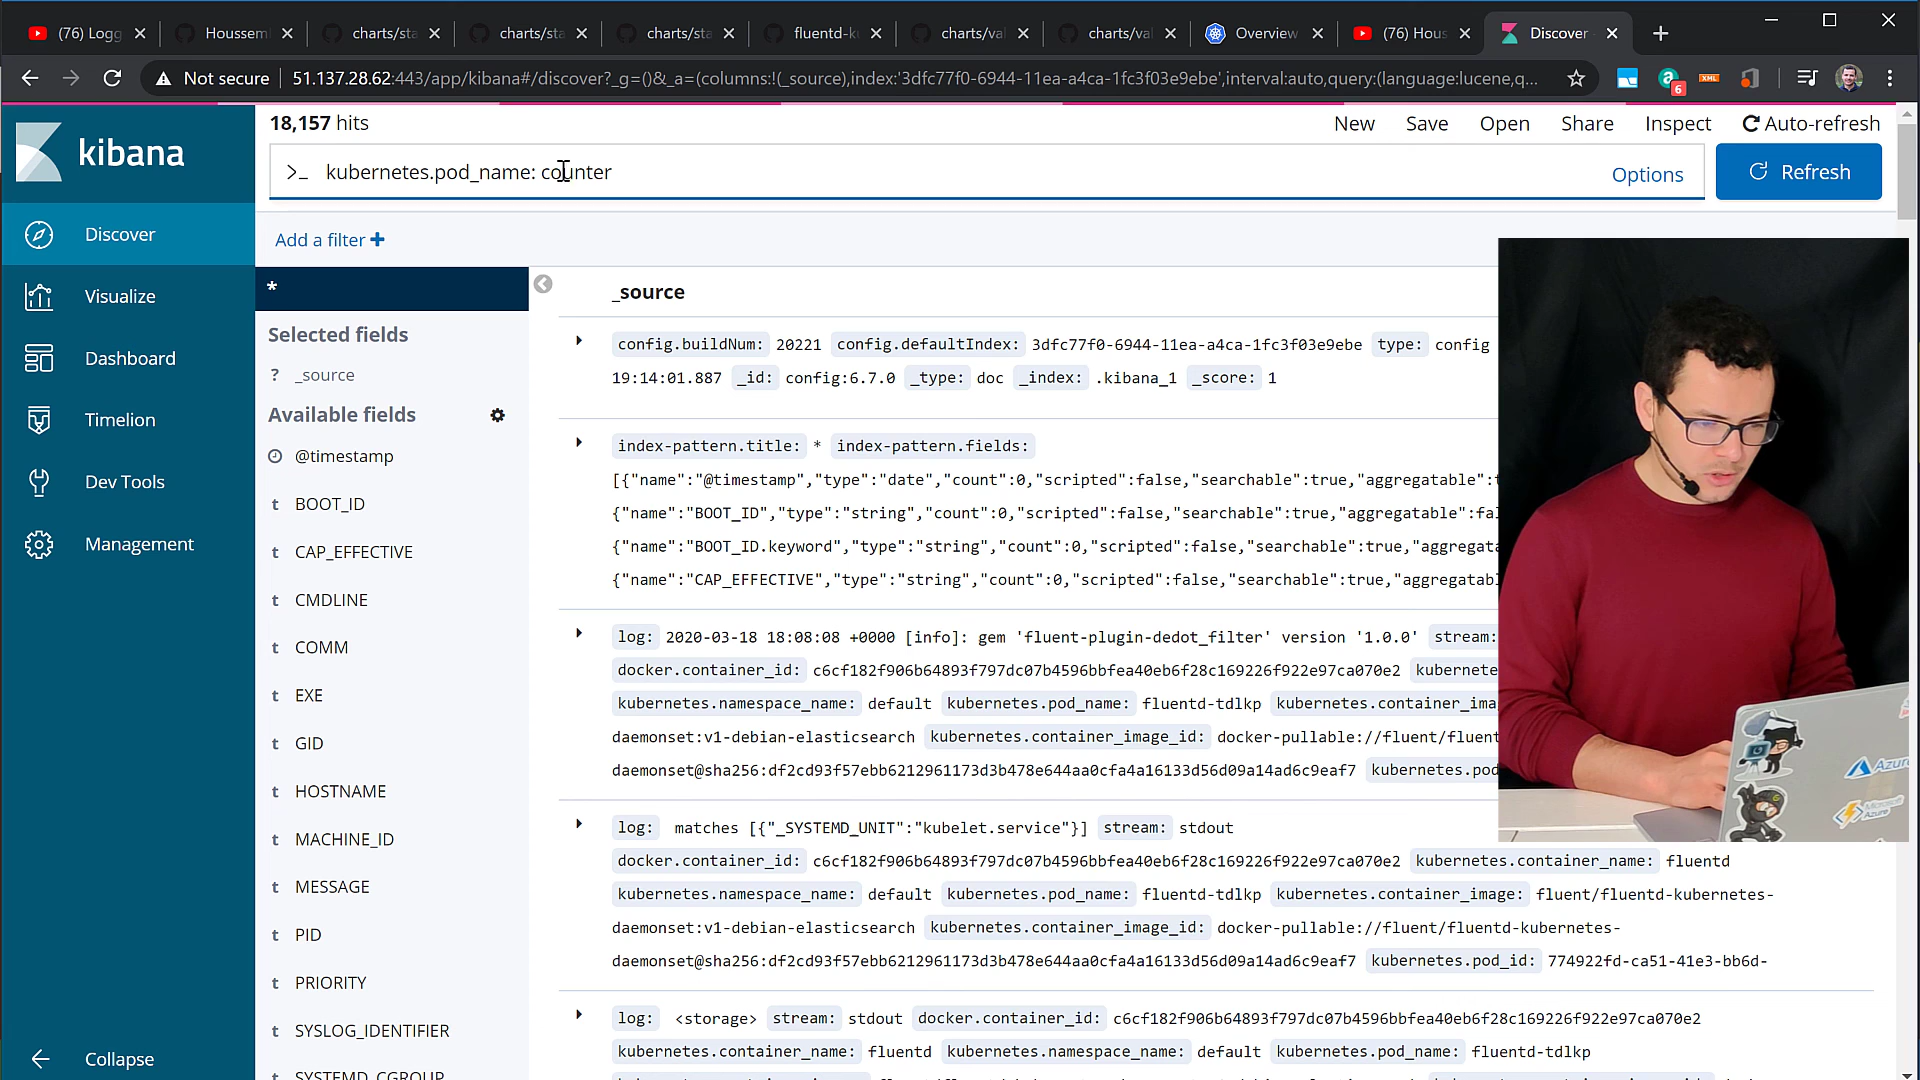 (76) Logg
Houssem
charts/sta
charts/sta
charts/sta
fluentd-k
charts/val
charts/val
Overview
(76) Hous
Discover
Not secure
51.137.28.62:443/app/kibana#/discover?_g=()&_a=(columns:!(_source),index:'3dfc77f0-6944-11ea-a4ca-1fc3f03e9ebe',interval:auto,query:(language:lucene,q...
XML
6
kibana
18,157 hits
New Save Open Share Inspect Auto-refresh
>_ kubernetes.pod_name: counter
Options
Refresh
Add a filter +
Discover
Visualize
Dashboard
Timelion
Dev Tools
Management
Collapse
*
Selected fields
? _source
Available fields
@timestamp
t BOOT_ID
t CAP_EFFECTIVE
t CMDLINE
t COMM
t EXE
t GID
t HOSTNAME
t MACHINE_ID
t MESSAGE
t PID
t PRIORITY
t SYSLOG_IDENTIFIER
SYSTEMD_CGROUP
_source
config.buildNum: 20221 config.defaultIndex: 3dfc77f0-6944-11ea-a4ca-1fc3f03e9ebe type: config
19:14:01.887 _id: config:6.7.0 _type: doc _index: .kibana_1 _score: 1
index-pattern.title: * index-pattern.fields:
[{"name":"@timestamp","type":"date","count":0,"scripted":false,"searchable":true,"aggregatable":t
{"name":"BOOT_ID","type":"string","count":0,"scripted":false,"searchable":true,"aggregatable":fal
{"name":"BOOT_ID.keyword","type":"string","count":0,"scripted":false,"searchable":true,"aggregata
{"name":"CAP_EFFECTIVE","type":"string","count":0,"scripted":false,"searchable":true,"aggregatabl
log: 2020-03-18 18:08:08 +0000 [info]: gem 'fluent-plugin-dedot_filter' version '1.0.0' stream:
docker.container_id: c6cf182f906b64893f797dc07b4596bbfea40eb6f28c169226f922e97ca070e2 kubernete
kubernetes.namespace_name: default kubernetes.pod_name: fluentd-tdlkp kubernetes.container_ima
daemonset:v1-debian-elasticsearch kubernetes.container_image_id: docker-pullable://fluent/fluent
daemonset@sha256:df2cd93f57ebb6212961173d3b478e644aa0cfa4a16133d56d09a14ad6c9eaf7 kubernetes.pod
log: matches [{"_SYSTEMD_UNIT":"kubelet.service"}] stream: stdout
docker.container_id: c6cf182f906b64893f797dc07b4596bbfea40eb6f28c169226f922e97ca070e2 kubernetes.container_name: fluentd
kubernetes.namespace_name: default kubernetes.pod_name: fluentd-tdlkp kubernetes.container_image: fluent/fluentd-kubernetes-
daemonset:v1-debian-elasticsearch kubernetes.container_image_id: docker-pullable://fluent/fluentd-kubernetes-
daemonset@sha256:df2cd93f57ebb6212961173d3b478e644aa0cfa4a16133d56d09a14ad6c9eaf7 kubernetes.pod_id: 774922fd-ca51-41e3-bb6d-
log: <storage> stream: stdout docker.container_id: c6cf182f906b64893f797dc07b4596bbfea40eb6f28c169226f922e97ca070e2
kubernetes.container_name: fluentd kubernetes.namespace_name: default kubernetes.pod_name: fluentd-tdlkp
Azure
Microsoft
Azure